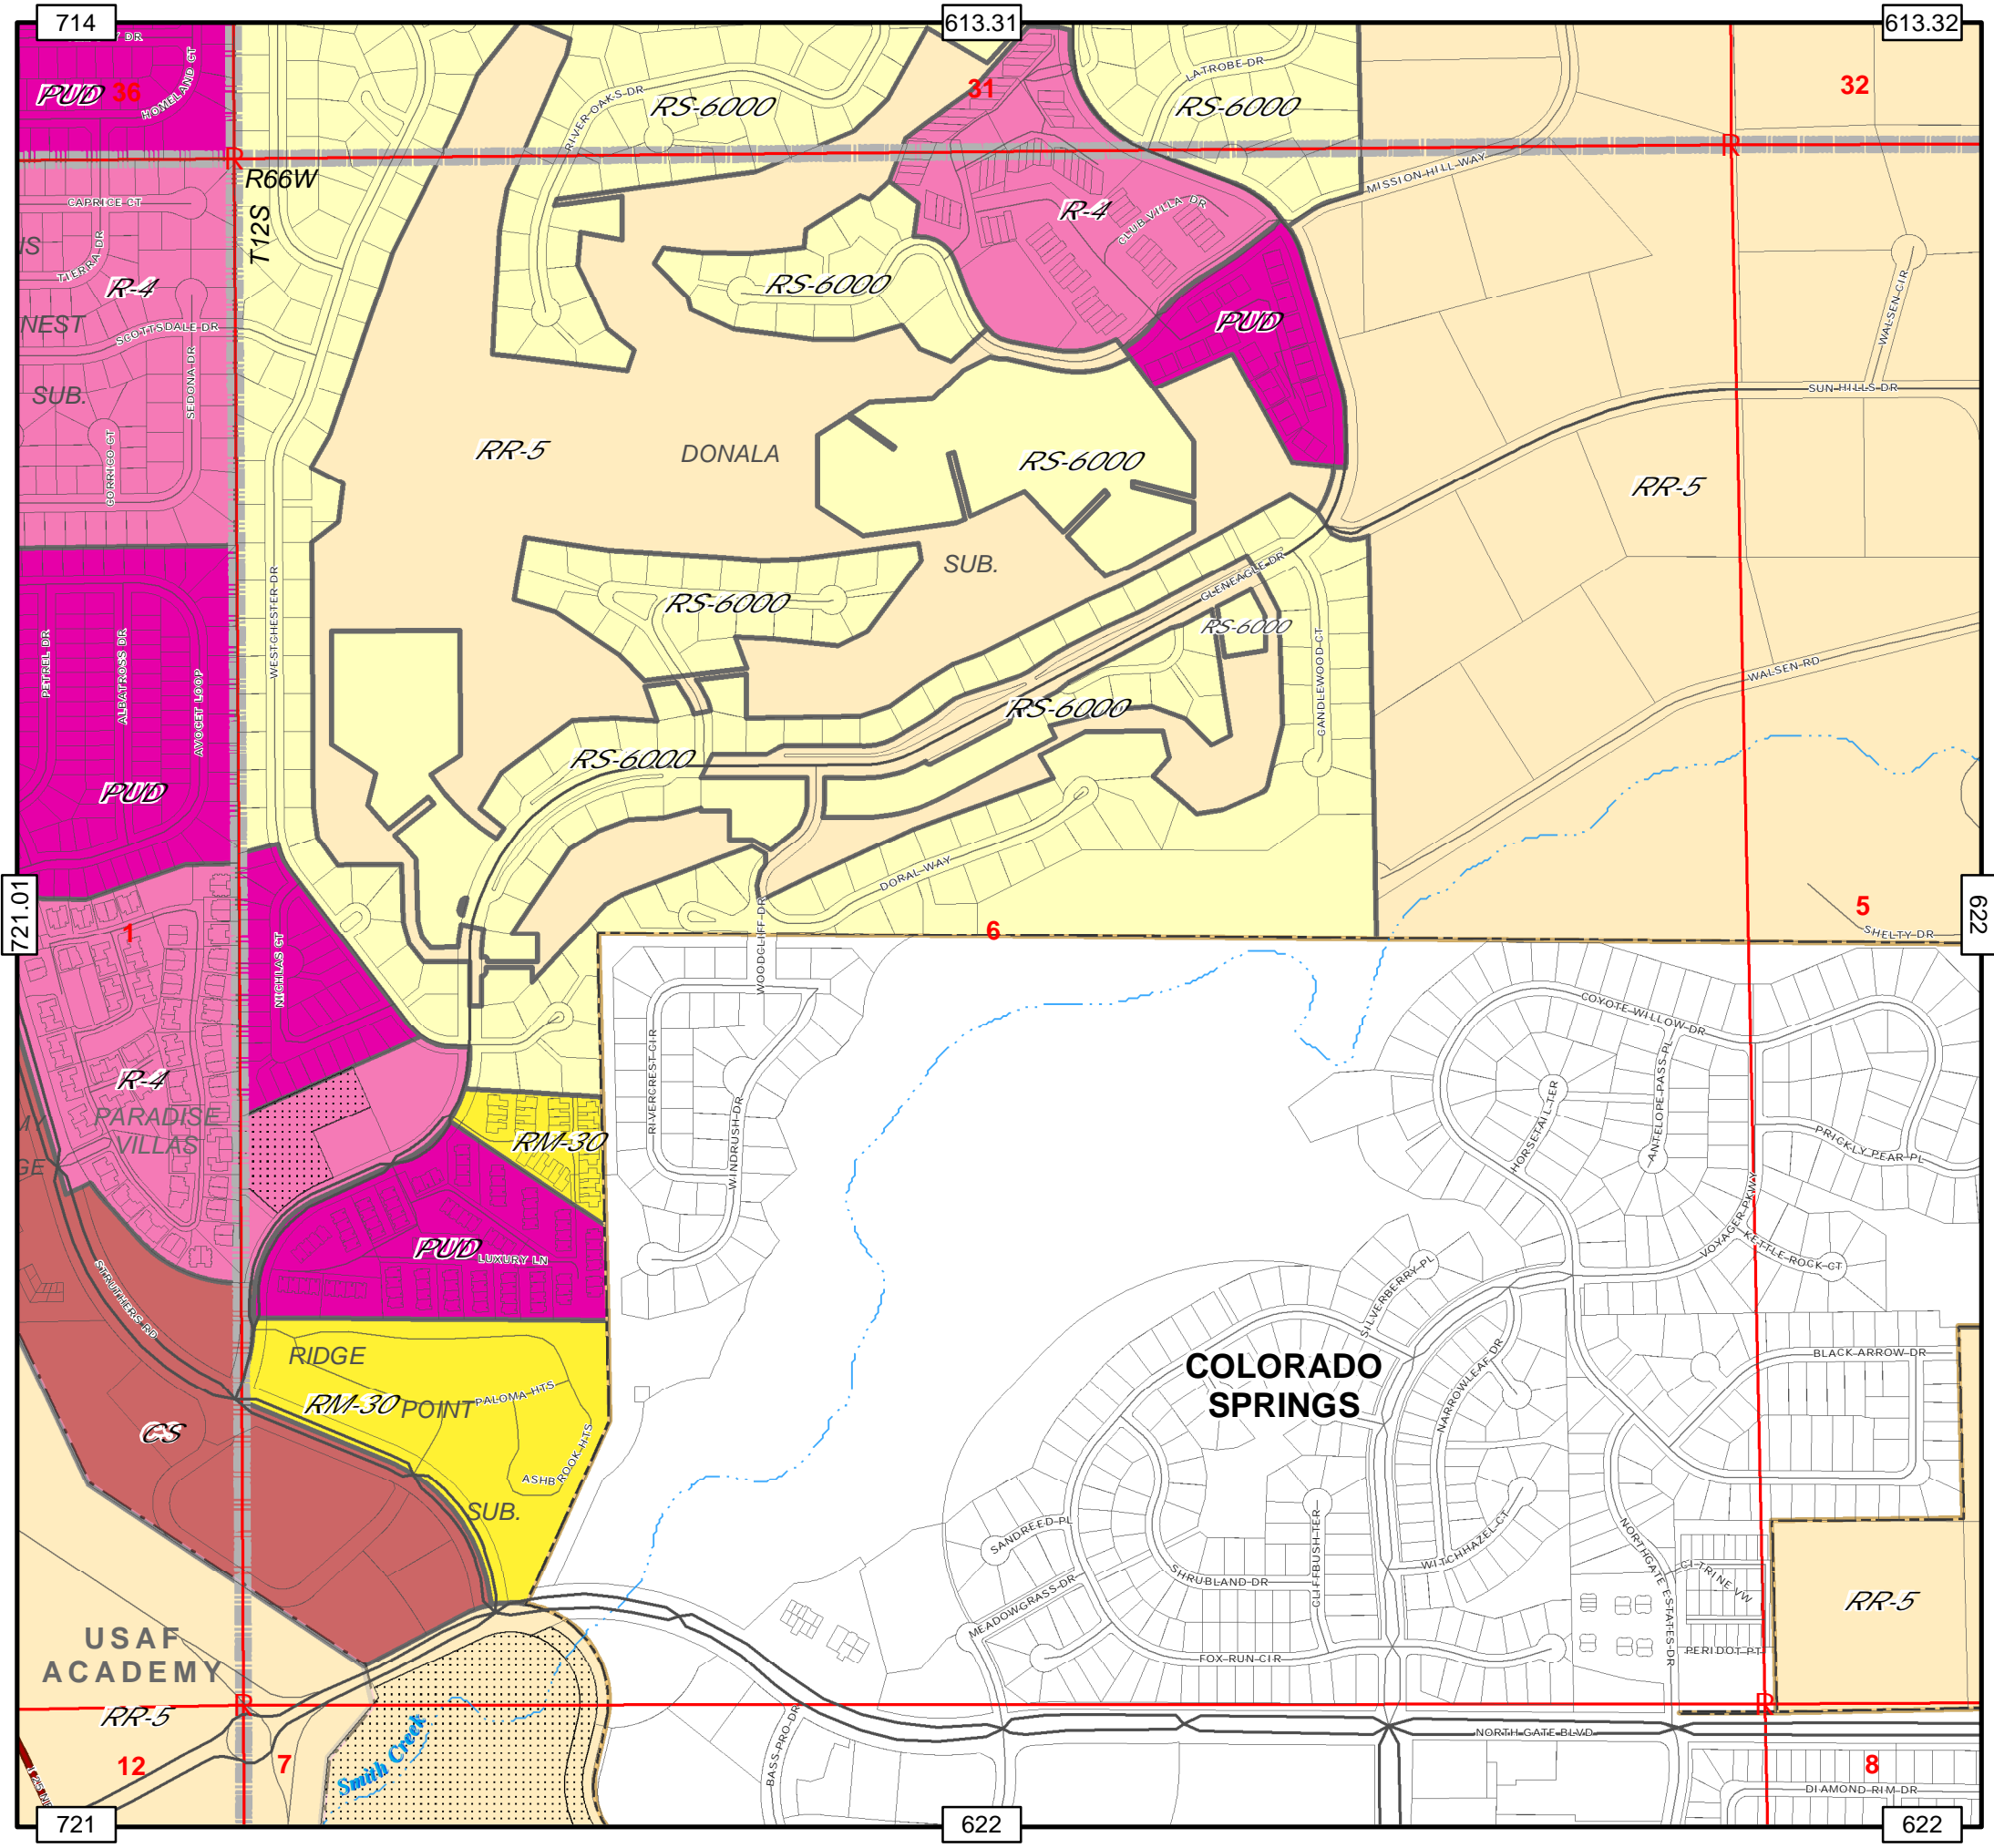 714
613.31
613.32
HOMELAND CT
PUD
36
RIVER OAKS DR
RS-6000
31
LATROBE DR
RS-6000
32
R
R
R66W
T12S
MISSION HILL WAY
CAPRICE CT
TIERRA DR
R-4
NEST
SCOTTSDALE DR
SUB.
SEDONA DR
CORRIGO CT
R-4
CLUB VILLA DR
RS-6000
PUD
WALSEN CIR
SUN HILLS DR
RR-5
DONALA
RS-6000
RR-5
SUB.
WESTCHESTER DR
RS-6000
GLENEAGLE DR
RS-6000
CANDLEWOOD CT
PETREL DR
ALBATROSS DR
AVOCET LOOP
PUD
WALSEN RD
RS-6000
RS-6000
DORAL WAY
721.01
1
6
5
SHELTY DR
622
NICHLAS CT
WOODCLIFF DR
RIVERCREST CIR
WINDRUSH DR
COYOTE WILLOW DR
ANTELOPE PASS PL
HORSETAIL TER
PRICKLY PEAR PL
R-4
PARADISE
VILLAS
RM-30
PUD
LUXURY LN
VOYAGER PKWY
KETTLE ROCK CT
SILVERBERRY PL
STRUTHERS RD
RIDGE
RM-30
POINT
PALOMA HTS
ASHBROOK HTS
SUB.
CS
COLORADO
SPRINGS
NARROWLEAF DR
BLACK ARROW DR
SANDREED PL
MEADOWGRASS DR
SHRUBLAND DR
CLIFFBUSH TER
WITCHHAZEL CT
NORTHGATE ESTATES DR
CITRINE VW
PERIDOT PT
RR-5
FOX RUN CIR
USAF
ACADEMY
RR-5
R
R
12
7
Smith Creek
BASS PRO DR
NORTH GATE BLVD
8
DIAMOND RIM DR
721
622
622